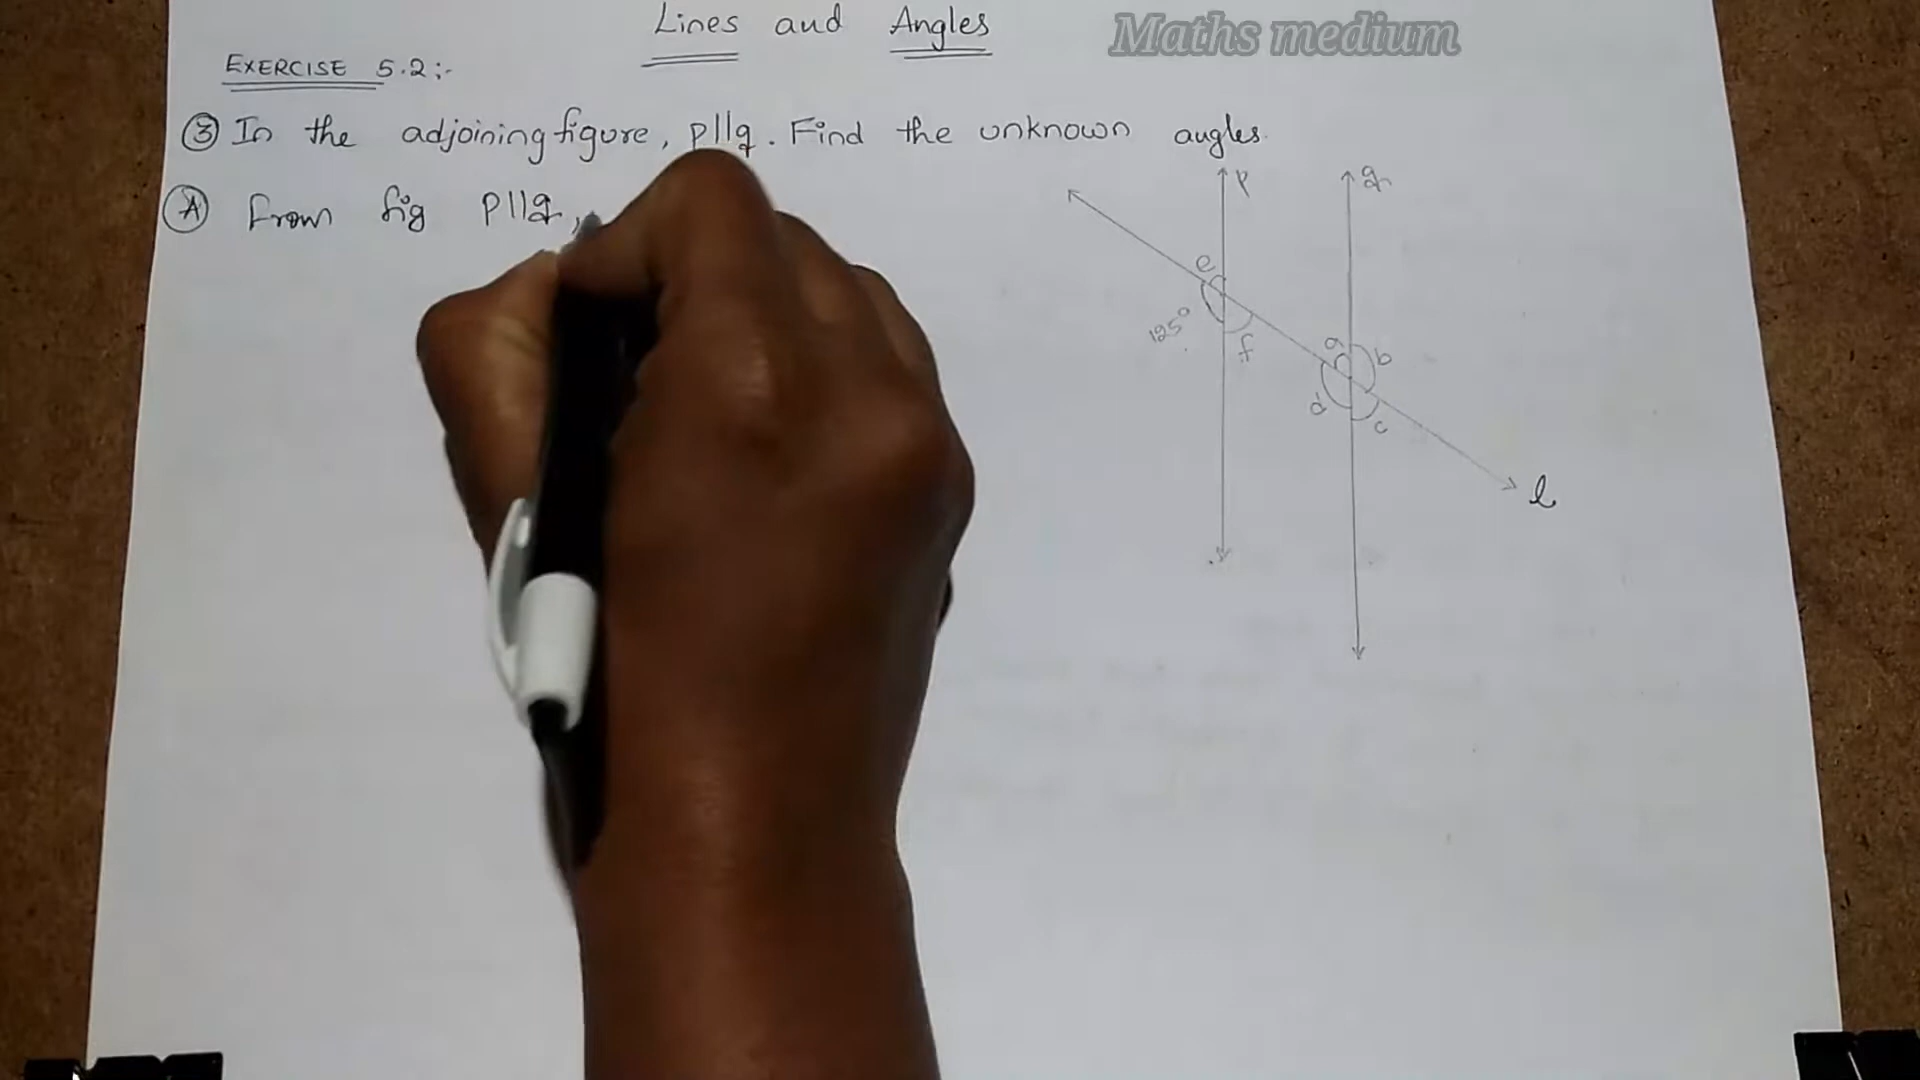 Lines and Angles
Maths medium
EXERCISE 5.2:-
③ In the adjoining figure, p||q. Find the unknown angles.
Ⓐ From fig P||q,
p
q
e
125°
f
a
b
d
c
l